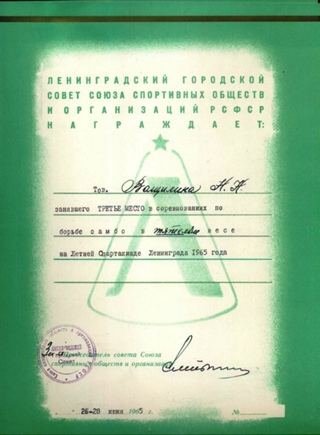 ЛЕНИНГРАДСКИЙ ГОРОДСКОЙ
СОВЕТ СОЮЗА СПОРТИВНЫХ ОБЩЕСТВ
И ОРГАНИЗАЦИЙ РСФСР
НАГРАЖДАЕТ:
Тов. Ващилина Н. Н.
занявшего ТРЕТЬЕ МЕСТО в соревнованиях по
борьбе самбо в тяжелом весе
на Летней Спартакиаде Ленинграда 1965 года
Председатель совета Союза
спортивных обществ и организаций
26-28 июня 1965 г.
№